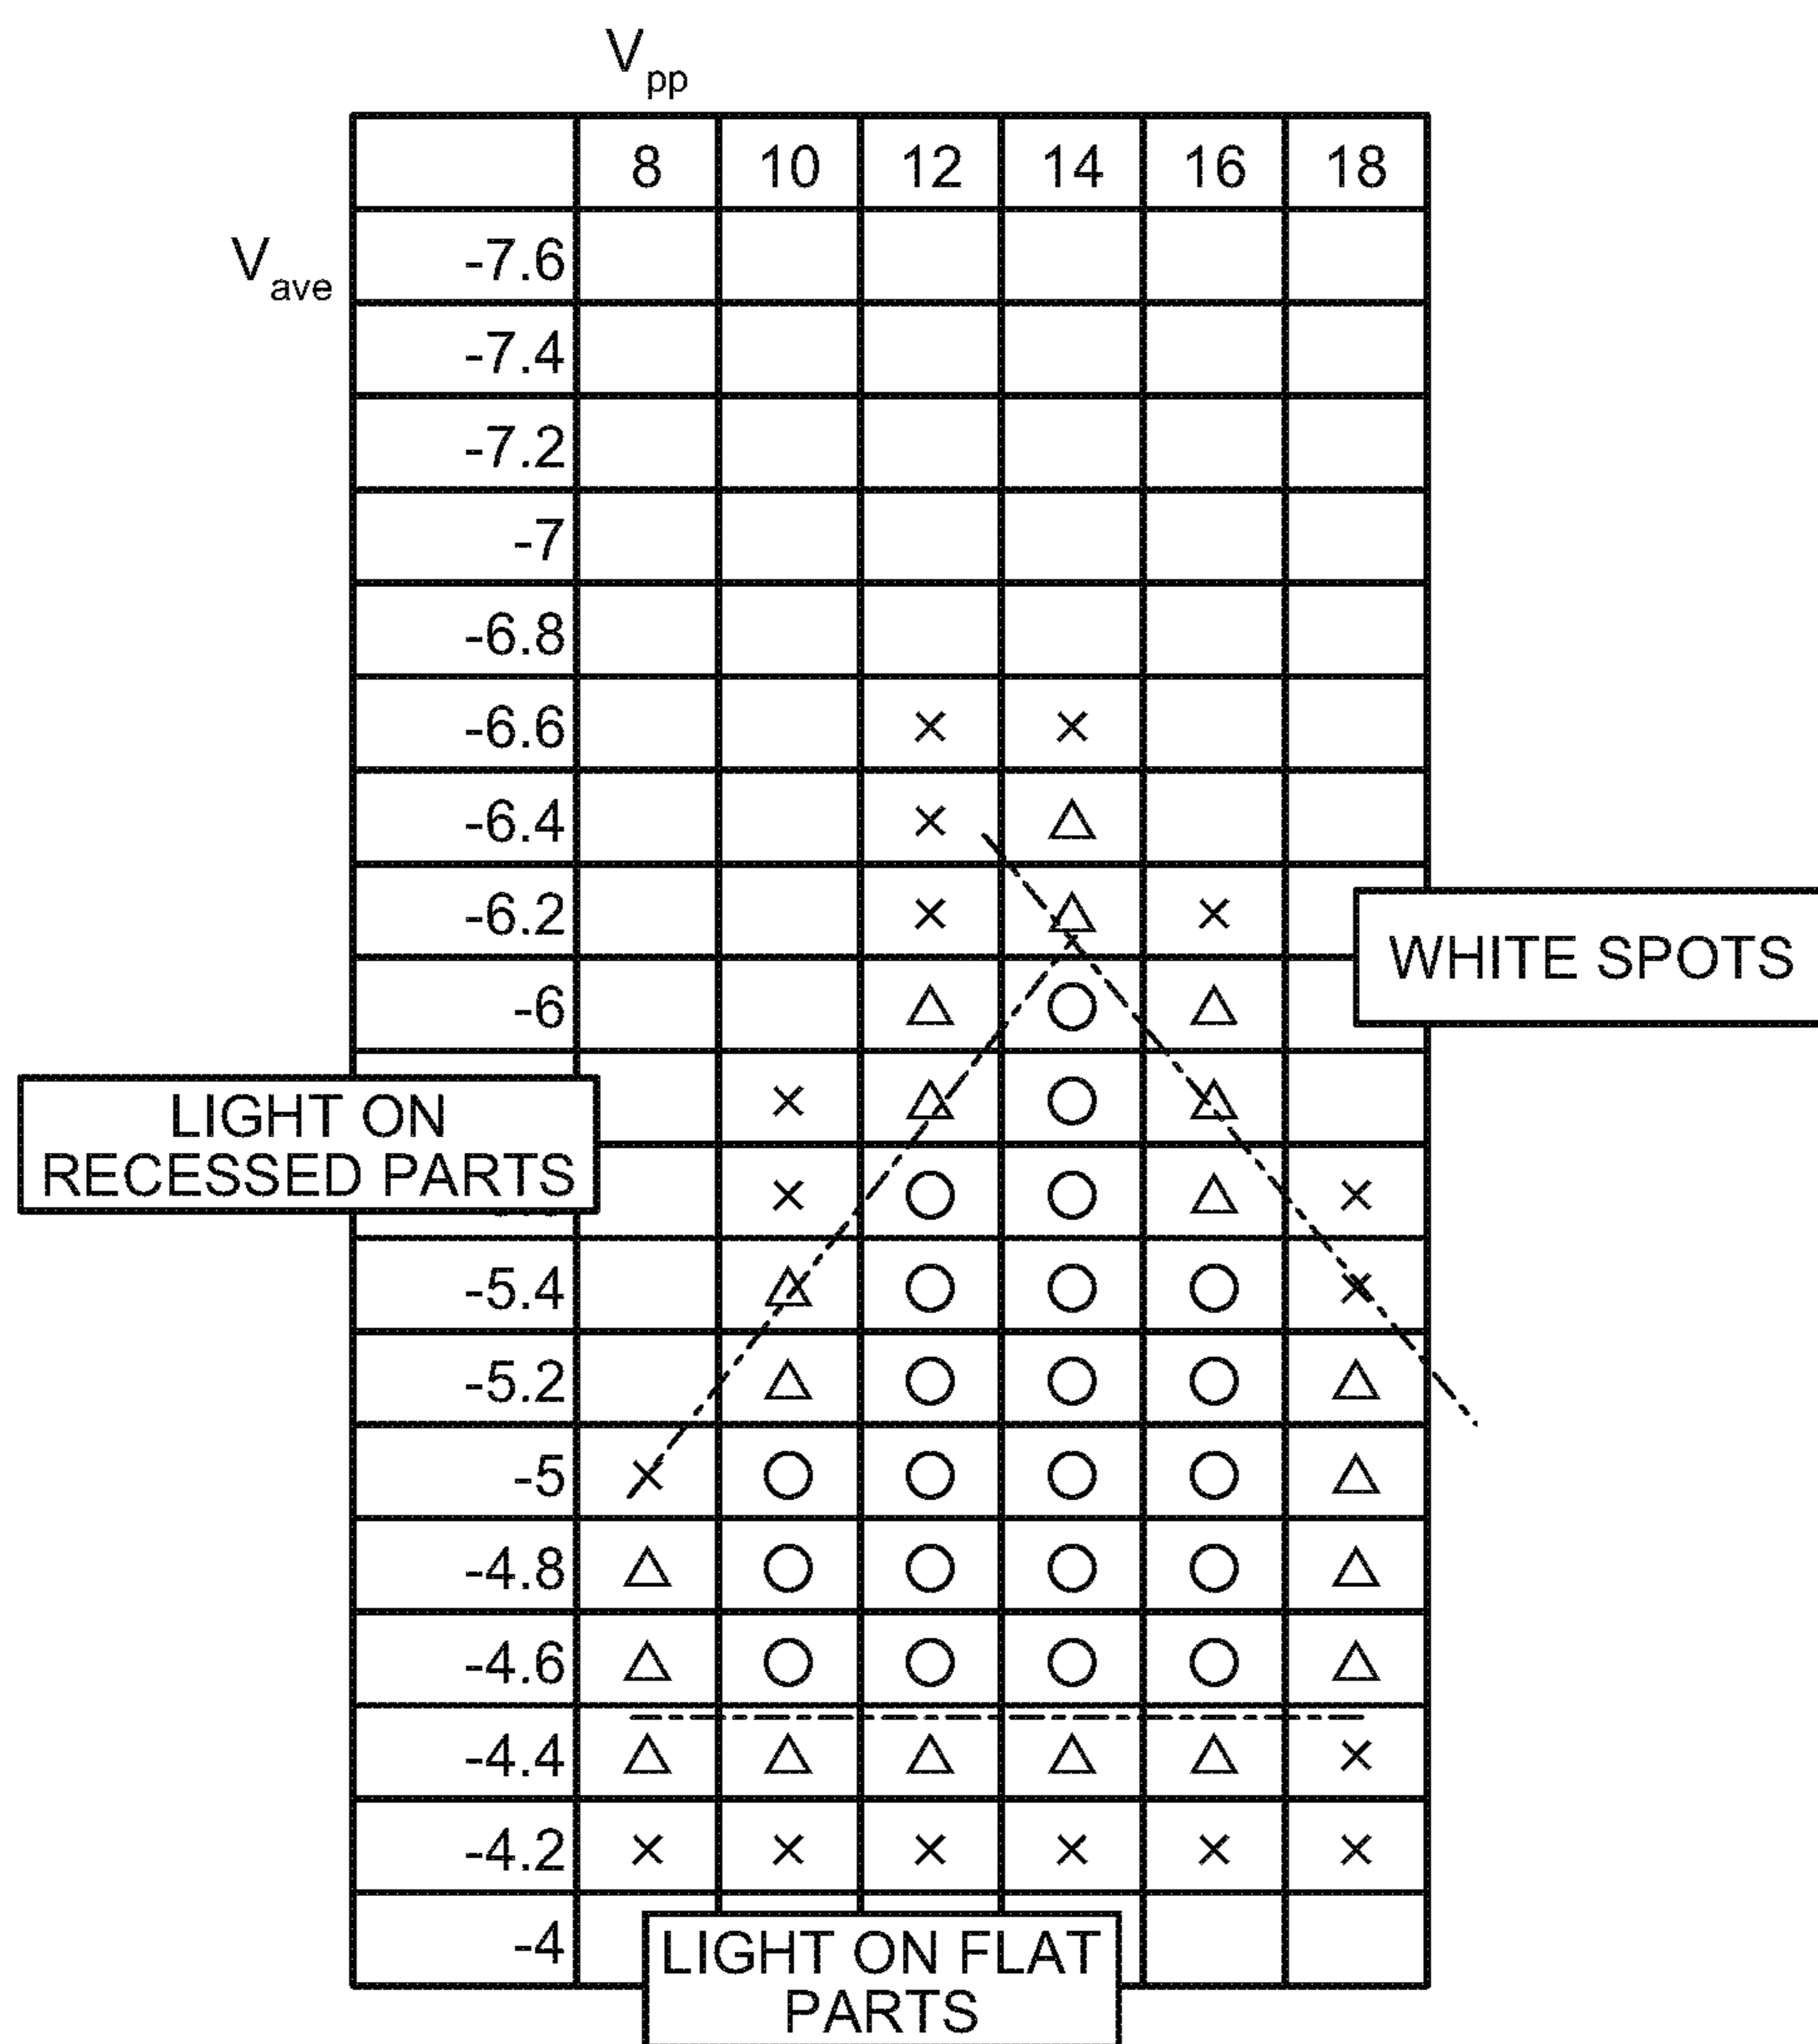 Vpp
8 10 12 14 16 18
Vave
-7.6
-7.4
-7.2
-7
-6.8
-6.6 × ×
-6.4 × △
-6.2 × △ ×
WHITE SPOTS
-6 △ ○ △
× △ ○ △
LIGHT ON
RECESSED PARTS
× ○ ○ △ ×
-5.4 △ ○ ○ ○ ×
-5.2 △ ○ ○ ○ △
-5 × ○ ○ ○ ○ △
-4.8 △ ○ ○ ○ ○ △
-4.6 △ ○ ○ ○ ○ △
-4.4 △ △ △ △ △ ×
-4.2 × × × × × ×
-4
LIGHT ON FLAT
PARTS